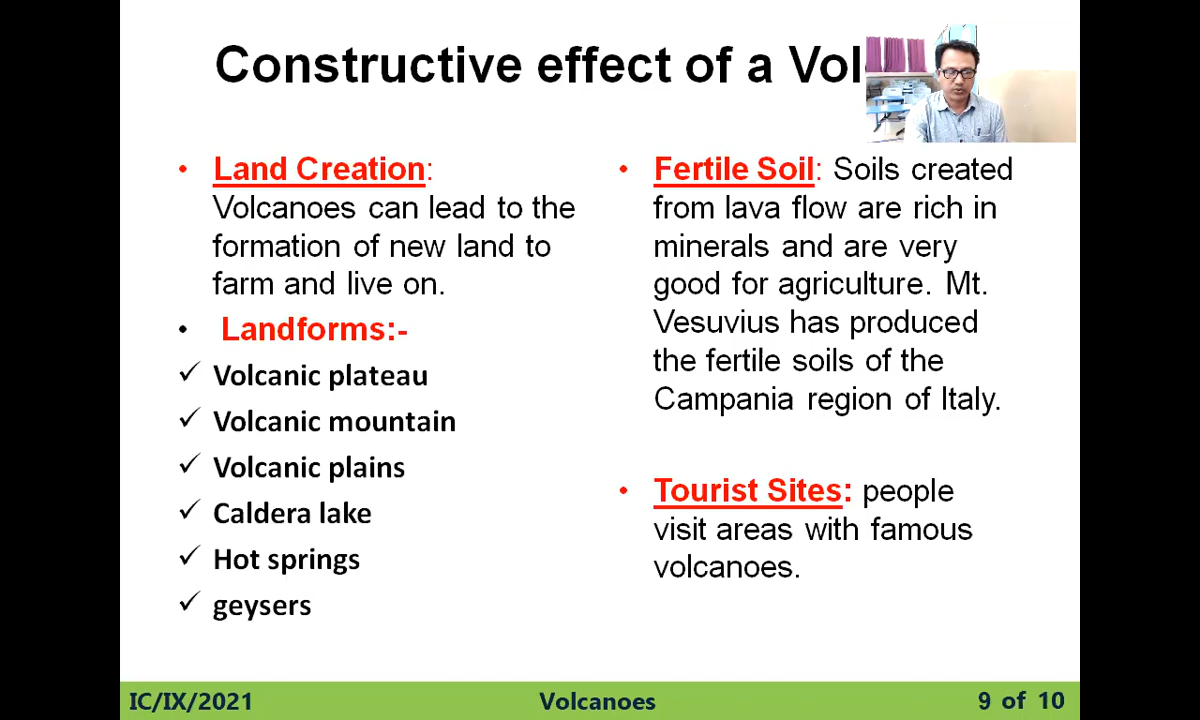 Constructive effect of a Vol
• Land Creation:
Volcanoes can lead to the
formation of new land to
farm and live on.
• Landforms:-
✓ Volcanic plateau
✓ Volcanic mountain
✓ Volcanic plains
✓ Caldera lake
✓ Hot springs
✓ geysers
• Fertile Soil: Soils created
from lava flow are rich in
minerals and are very
good for agriculture. Mt.
Vesuvius has produced
the fertile soils of the
Campania region of Italy.
• Tourist Sites: people
visit areas with famous
volcanoes.
IC/IX/2021 Volcanoes 9 of 10